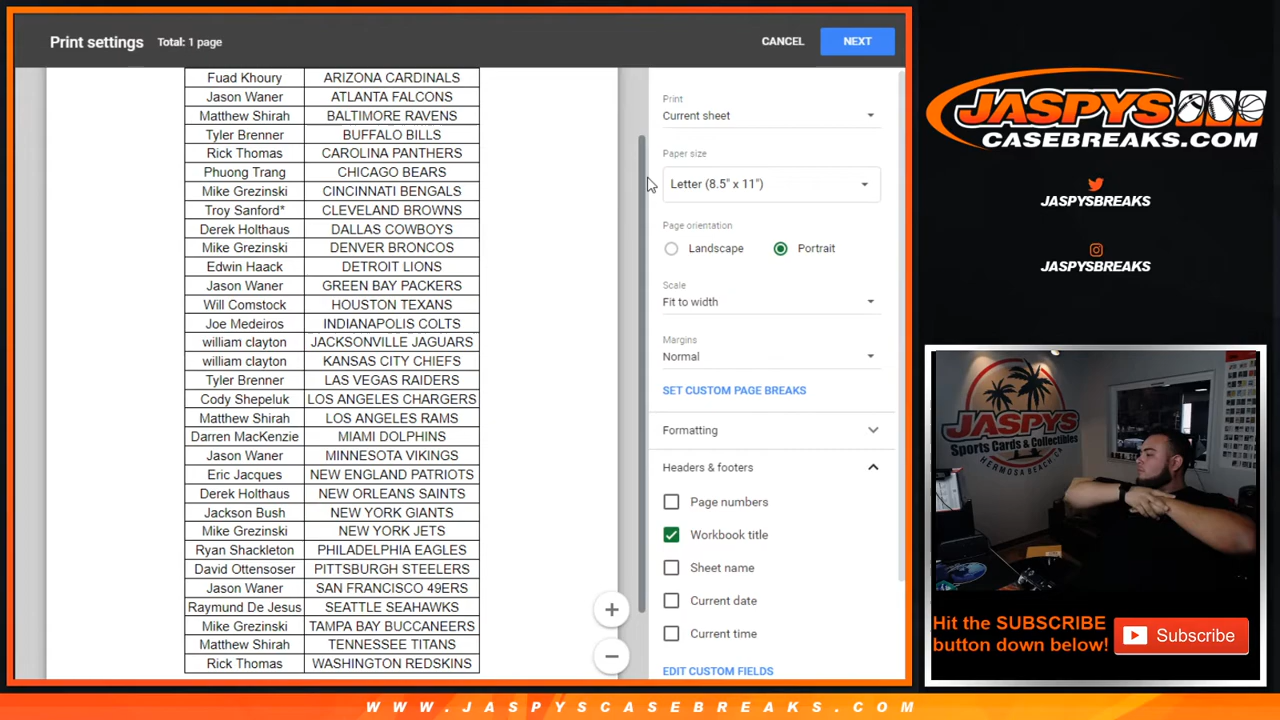 Print settings Total: 1 page CANCEL NEXT
Fuad Khoury ARIZONA CARDINALS
Jason Waner ATLANTA FALCONS
Matthew Shirah BALTIMORE RAVENS
Tyler Brenner BUFFALO BILLS
Rick Thomas CAROLINA PANTHERS
Phuong Trang CHICAGO BEARS
Mike Grezinski CINCINNATI BENGALS
Troy Sanford* CLEVELAND BROWNS
Derek Holthaus DALLAS COWBOYS
Mike Grezinski DENVER BRONCOS
Edwin Haack DETROIT LIONS
Jason Waner GREEN BAY PACKERS
Will Comstock HOUSTON TEXANS
Joe Medeiros INDIANAPOLIS COLTS
william clayton JACKSONVILLE JAGUARS
william clayton KANSAS CITY CHIEFS
Tyler Brenner LAS VEGAS RAIDERS
Cody Shepeluk LOS ANGELES CHARGERS
Matthew Shirah LOS ANGELES RAMS
Darren MacKenzie MIAMI DOLPHINS
Jason Waner MINNESOTA VIKINGS
Eric Jacques NEW ENGLAND PATRIOTS
Derek Holthaus NEW ORLEANS SAINTS
Jackson Bush NEW YORK GIANTS
Mike Grezinski NEW YORK JETS
Ryan Shackleton PHILADELPHIA EAGLES
David Ottensoser PITTSBURGH STEELERS
Jason Waner SAN FRANCISCO 49ERS
Raymund De Jesus SEATTLE SEAHAWKS
Mike Grezinski TAMPA BAY BUCCANEERS
Matthew Shirah TENNESSEE TITANS
Rick Thomas WASHINGTON REDSKINS
Print
Current sheet
Paper size
Letter (8.5" x 11")
Page orientation
Landscape Portrait
Scale
Fit to width
Margins
Normal
SET CUSTOM PAGE BREAKS
Formatting
Headers & footers
Page numbers
Workbook title
Sheet name
Current date
Current time
EDIT CUSTOM FIELDS
JASPYS
CASEBREAKS.COM
JASPYSBREAKS
JASPYSBREAKS
JASPYS
Sports Cards & Collectibles
HERMOSA BEACH, CA
Hit the SUBSCRIBE
button down below!
Subscribe
WWW.JASPYSCASEBREAKS.COM